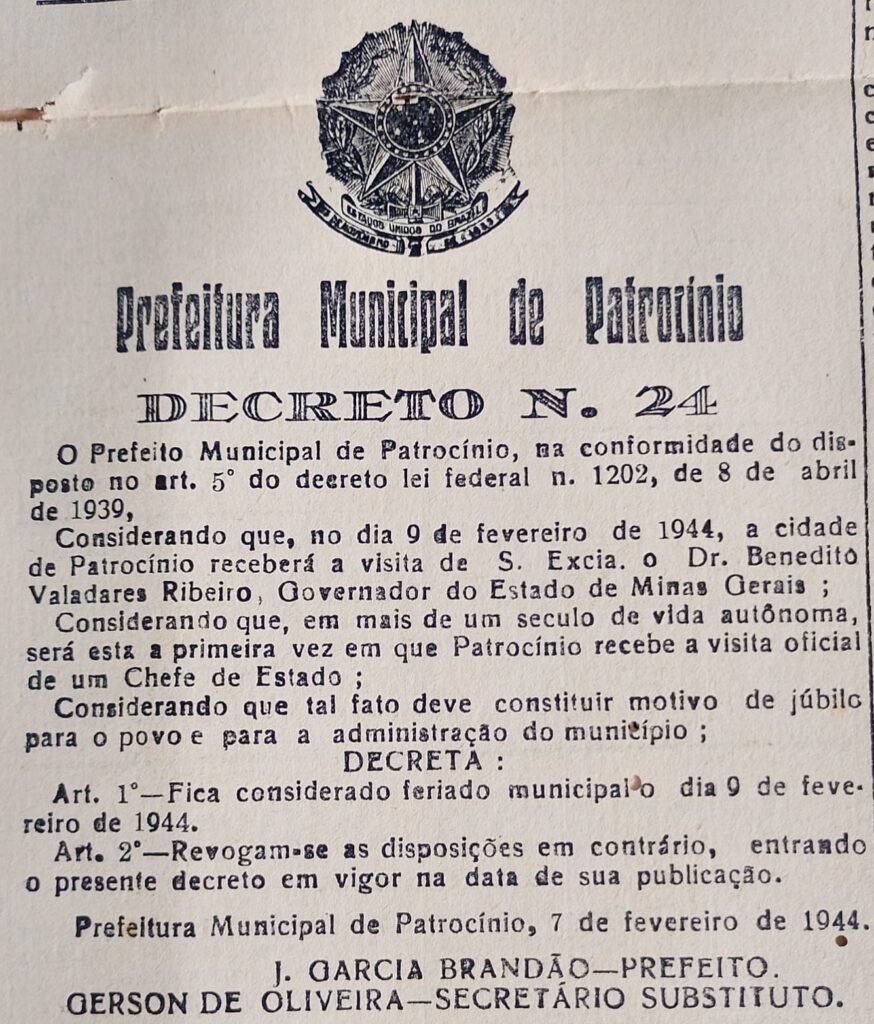 ESTADOS UNIDOS DO BRAZIL
Prefeitura Municipal de Patrocínio
DECRETO N. 24
O Prefeito Municipal de Patrocínio, na conformidade do dis-
posto no art. 5° do decreto lei federal n. 1202, de 8 de abril
de 1939,
Considerando que, no dia 9 de fevereiro de 1944, a cidade
de Patrocínio receberá a visita de S. Excia. o Dr. Benedito
Valadares Ribeiro, Governador do Estado de Minas Gerais ;
Considerando que, em mais de um seculo de vida autônoma,
será esta a primeira vez em que Patrocínio recebe a visita oficial
de um Chefe de Estado ;
Considerando que tal fato deve constituir motivo de júbilo
para o povo e para a administração do município ;
DECRETA :
Art. 1°—Fica considerado feriado municipal o dia 9 de feve-
reiro de 1944.
Art. 2°—Revogam-se as disposições em contrário, entrando
o presente decreto em vigor na data de sua publicação.
Prefeitura Municipal de Patrocínio, 7 de fevereiro de 1944.
J. GARCIA BRANDÃO—PREFEITO.
GERSON DE OLIVEIRA—SECRETÁRIO SUBSTITUTO.